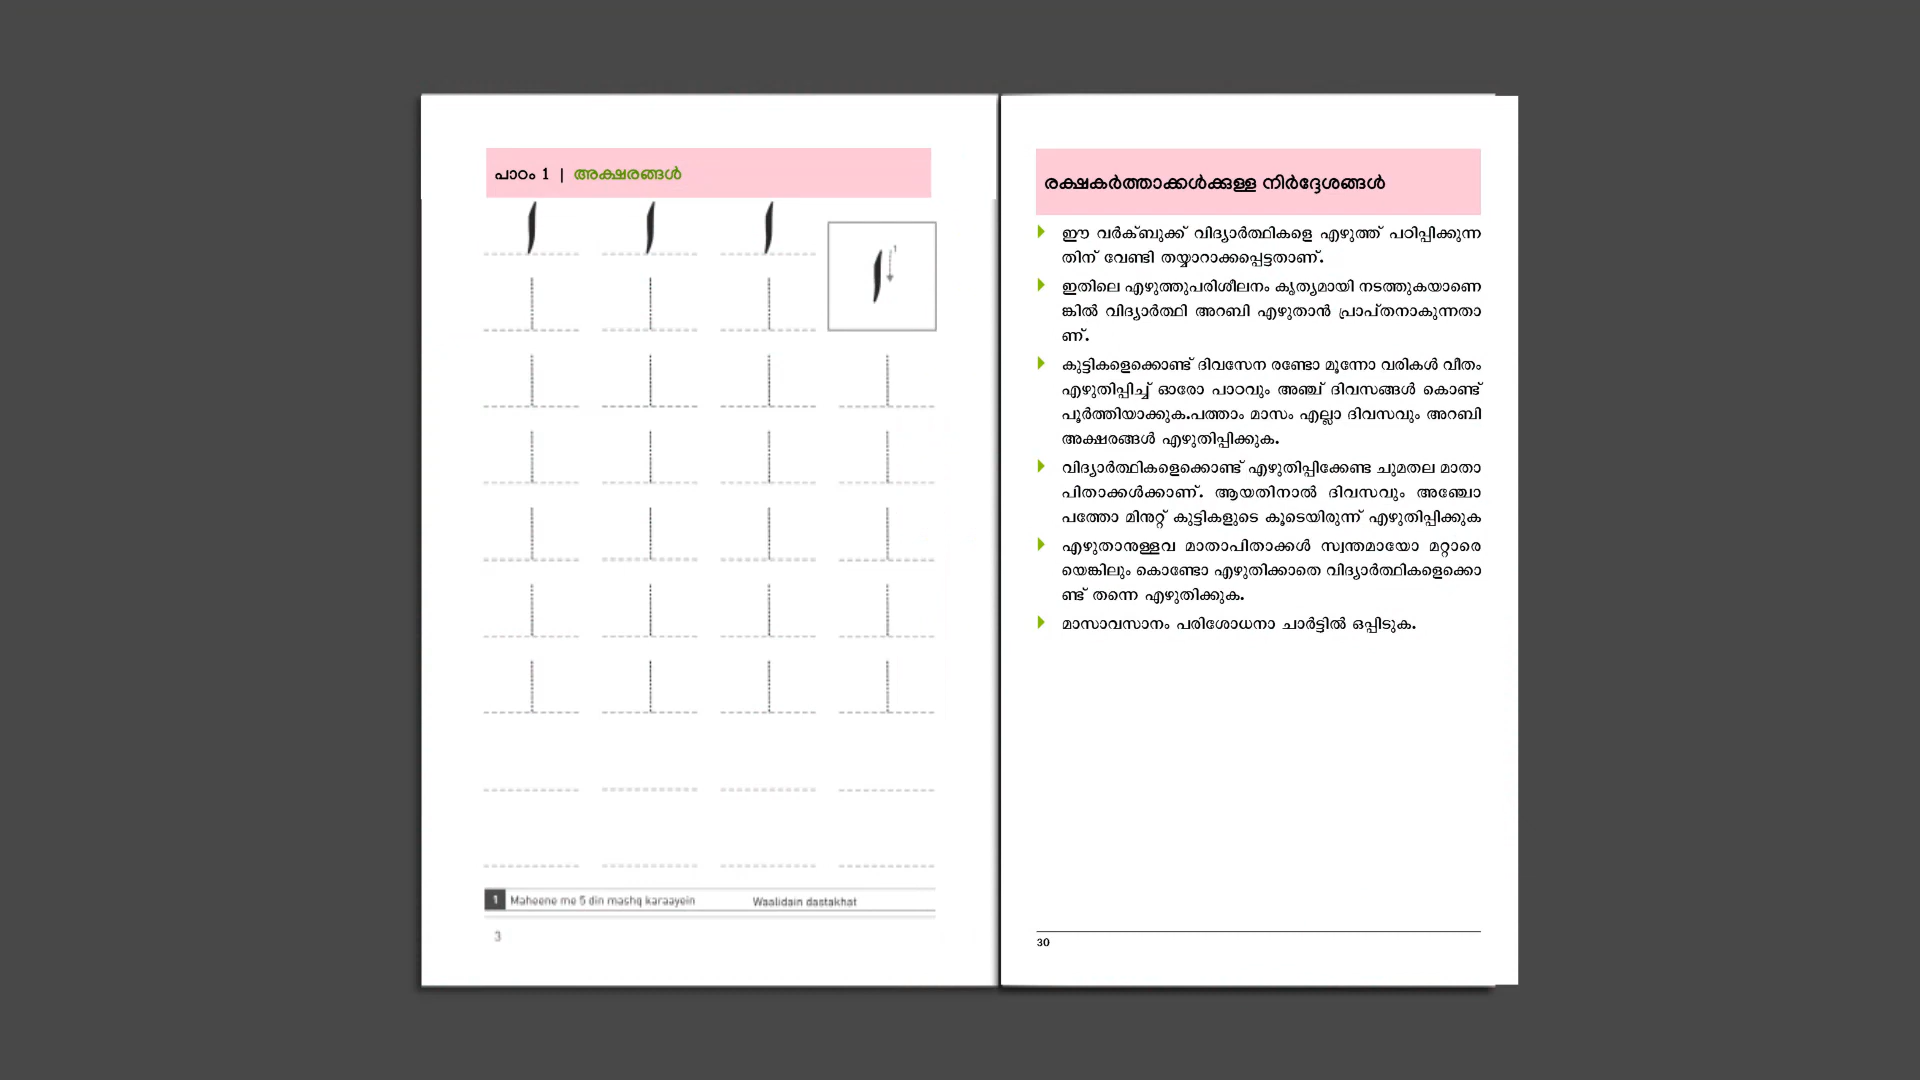 പാഠം 1 | അക്ഷരങ്ങൾ
ا ا ا
ا 1
1 Maheene me 5 din mashq karaayein Waalidain dastakhat
3
രക്ഷകർത്താക്കൾക്കുള്ള നിർദ്ദേശങ്ങൾ
ഈ വർക്ബുക്ക് വിദ്യാർത്ഥികളെ എഴുത്ത് പഠിപ്പിക്കുന്ന
തിന് വേണ്ടി തയ്യാറാക്കപ്പെട്ടതാണ്.
ഇതിലെ എഴുത്തുപരിശീലനം കൃത്യമായി നടത്തുകയാണെ
ങ്കിൽ വിദ്യാർത്ഥി അറബി എഴുതാൻ പ്രാപ്തനാകുന്നതാ
ണ്.
കുട്ടികളെക്കൊണ്ട് ദിവസേന രണ്ടോ മൂന്നോ വരികൾ വീതം
എഴുതിപ്പിച്ച് ഓരോ പാഠവും അഞ്ച് ദിവസങ്ങൾ കൊണ്ട്
പൂർത്തിയാക്കുക.പത്താം മാസം എല്ലാ ദിവസവും അറബി
അക്ഷരങ്ങൾ എഴുതിപ്പിക്കുക.
വിദ്യാർത്ഥികളെക്കൊണ്ട് എഴുതിപ്പിക്കേണ്ട ചുമതല മാതാ
പിതാക്കൾക്കാണ്. ആയതിനാൽ ദിവസവും അഞ്ചോ
പത്തോ മിനുറ്റ് കുട്ടികളുടെ കൂടെയിരുന്ന് എഴുതിപ്പിക്കുക
എഴുതാനുള്ളവ മാതാപിതാക്കൾ സ്വന്തമായോ മറ്റാരെ
യെങ്കിലും കൊണ്ടോ എഴുതിക്കാതെ വിദ്യാർത്ഥികളെക്കൊ
ണ്ട് തന്നെ എഴുതിക്കുക.
മാസാവസാനം പരിശോധനാ ചാർട്ടിൽ ഒപ്പിടുക.
30